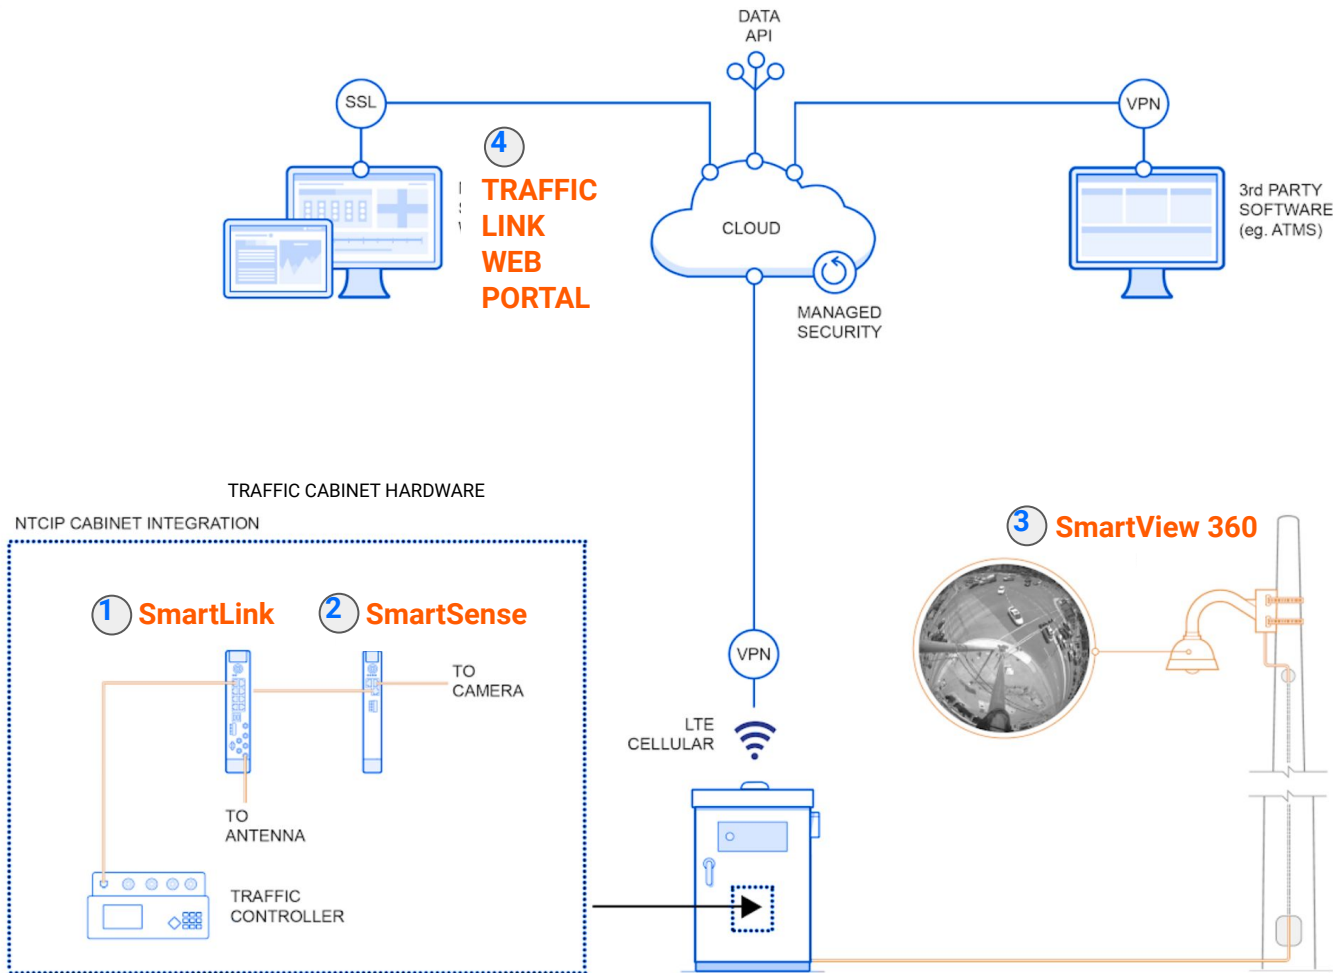 DATA
API
SSL
VPN
4
TRAFFIC
LINK
WEB
PORTAL
CLOUD
3rd PARTY
SOFTWARE
(eg. ATMS)
MANAGED
SECURITY
TRAFFIC CABINET HARDWARE
NTCIP CABINET INTEGRATION
3 SmartView 360
1 SmartLink
2 SmartSense
TO
CAMERA
VPN
LTE
CELLULAR
TO
ANTENNA
TRAFFIC
CONTROLLER